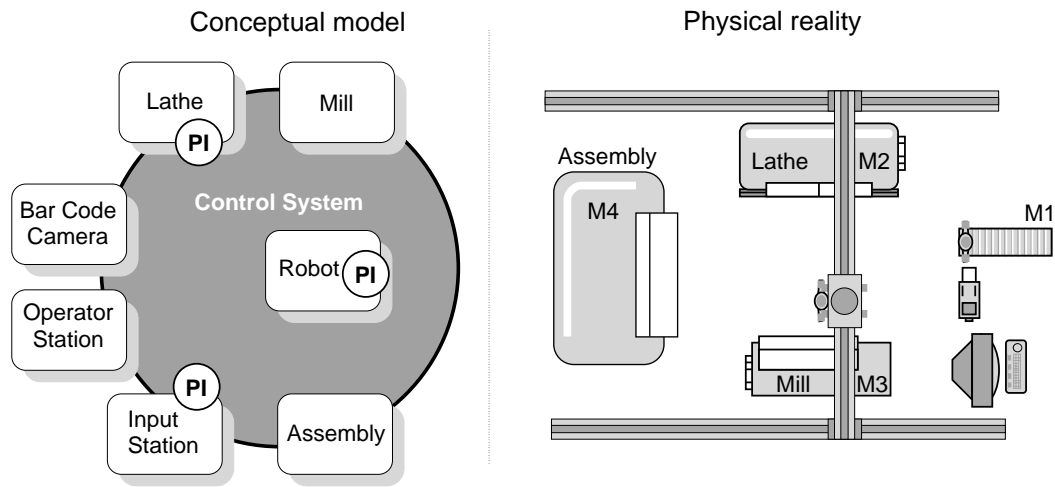 Conceptual model
Lathe
PI
Mill
Bar Code
Camera
Control System
Robot
PI
Operator
Station
PI
Input
Station
Assembly
Physical reality
Assembly
M4
Lathe
M2
M1
Mill
M3